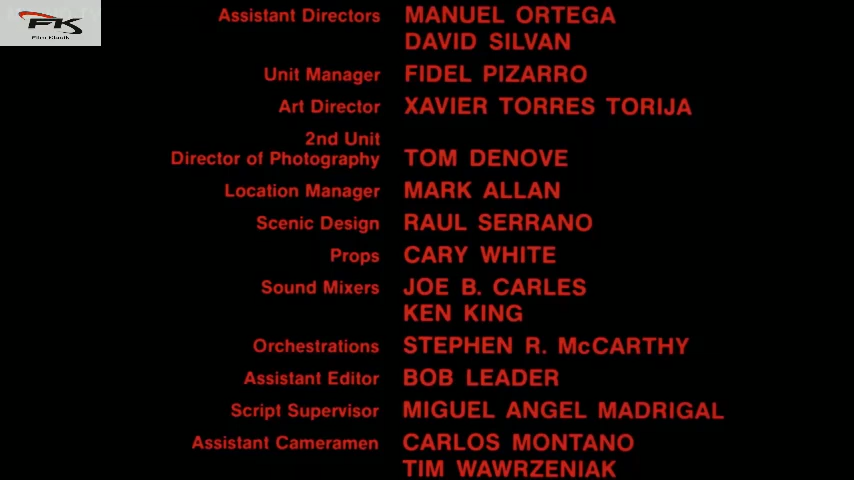 FK
Film Klasik
Assistant Directors MANUEL ORTEGA
DAVID SILVAN
Unit Manager FIDEL PIZARRO
Art Director XAVIER TORRES TORIJA
2nd Unit
Director of Photography TOM DENOVE
Location Manager MARK ALLAN
Scenic Design RAUL SERRANO
Props CARY WHITE
Sound Mixers JOE B. CARLES
KEN KING
Orchestrations STEPHEN R. McCARTHY
Assistant Editor BOB LEADER
Script Supervisor MIGUEL ANGEL MADRIGAL
Assistant Cameramen CARLOS MONTANO
TIM WAWRZENIAK